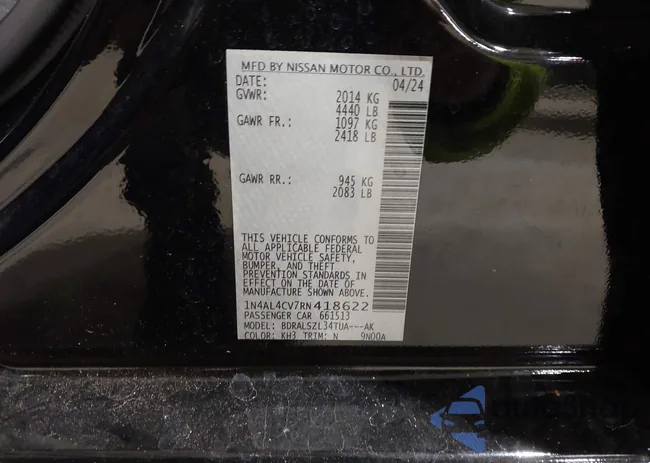 MFD BY NISSAN MOTOR CO., LTD.
DATE: 04/24
GVWR: 2014 KG
4440 LB
GAWR FR.: 1097 KG
2418 LB
GAWR RR.: 945 KG
2083 LB
THIS VEHICLE CONFORMS TO
ALL APPLICABLE FEDERAL
MOTOR VEHICLE SAFETY,
BUMPER, AND THEFT
PREVENTION STANDARDS IN
EFFECT ON THE DATE OF
MANUFACTURE SHOWN ABOVE.
1N4AL4CV7RN418622
PASSENGER CAR 661513
MODEL: BDRALSZL34TUA---AK
COLOR: KH3 TRIM: N 9N00A